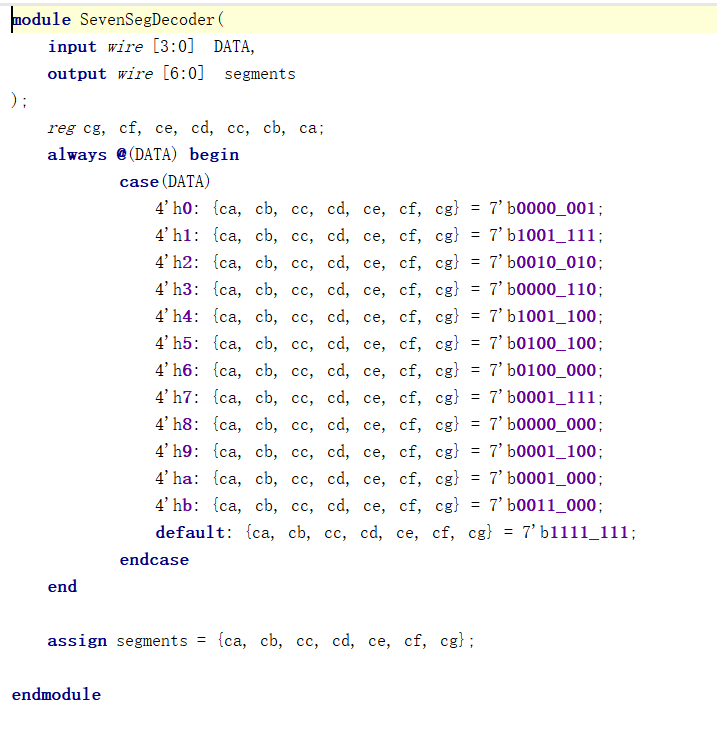 module SevenSegDecoder(
input wire [3:0] DATA,
output wire [6:0] segments
);
reg cg, cf, ce, cd, cc, cb, ca;
always @(DATA) begin
case(DATA)
4'h0: {ca, cb, cc, cd, ce, cf, cg} = 7'b0000_001;
4'h1: {ca, cb, cc, cd, ce, cf, cg} = 7'b1001_111;
4'h2: {ca, cb, cc, cd, ce, cf, cg} = 7'b0010_010;
4'h3: {ca, cb, cc, cd, ce, cf, cg} = 7'b0000_110;
4'h4: {ca, cb, cc, cd, ce, cf, cg} = 7'b1001_100;
4'h5: {ca, cb, cc, cd, ce, cf, cg} = 7'b0100_100;
4'h6: {ca, cb, cc, cd, ce, cf, cg} = 7'b0100_000;
4'h7: {ca, cb, cc, cd, ce, cf, cg} = 7'b0001_111;
4'h8: {ca, cb, cc, cd, ce, cf, cg} = 7'b0000_000;
4'h9: {ca, cb, cc, cd, ce, cf, cg} = 7'b0001_100;
4'ha: {ca, cb, cc, cd, ce, cf, cg} = 7'b0001_000;
4'hb: {ca, cb, cc, cd, ce, cf, cg} = 7'b0011_000;
default: {ca, cb, cc, cd, ce, cf, cg} = 7'b1111_111;
endcase
end
assign segments = {ca, cb, cc, cd, ce, cf, cg};
endmodule